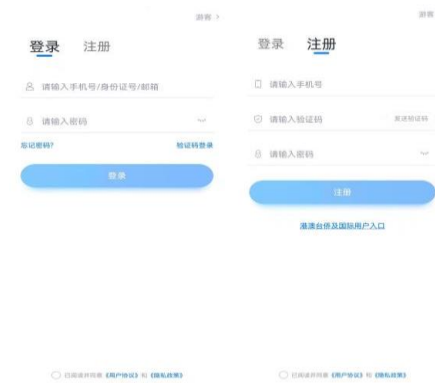 游客 >
登录 注册
请输入手机号/身份证号/邮箱
请输入密码
忘记密码? 验证码登录
登录
已阅读并同意《用户协议》和《隐私政策》
游客
登录 注册
请输入手机号
请输入验证码 发送验证码
请输入密码
注册
港澳台侨及国际用户入口
已阅读并同意《用户协议》和《隐私政策》